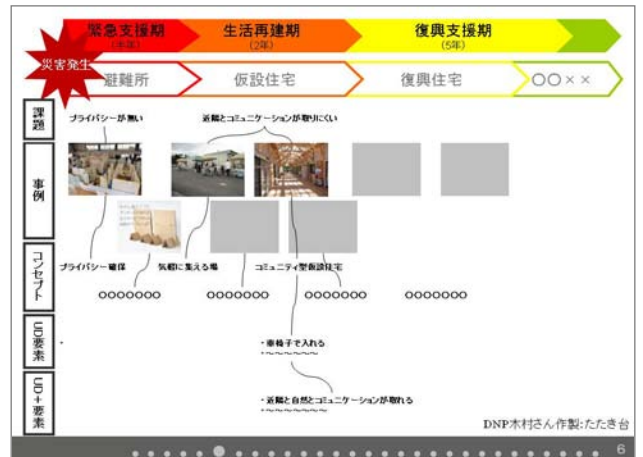 緊急支援期
(半年)
生活再建期
(2年)
復興支援期
(5年)
災害発生
避難所
仮設住宅
復興住宅
〇〇××
課題
プライバシーが無い
近隣とコミュニケーションが取りにくい
事例
コンセプト
プライバシー確保
気軽に集える場
コミュニティ型仮設住宅
〇〇〇〇〇〇〇
〇〇〇〇〇〇〇
〇〇〇〇〇〇〇
〇〇〇〇〇〇〇
UD要素
・車椅子で入れる
・～～～～～～
UD+要素
・近隣と自然とコミュニケーションが取れる
・～～～～～～～
DNP木村さん作製:たたき台
6